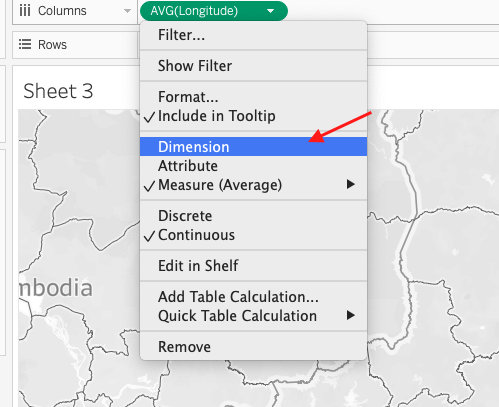 Columns
AVG(Longitude)
Rows
Filter...
Show Filter
Format...
Include in Tooltip
Dimension
Attribute
Measure (Average)
Discrete
Continuous
Edit in Shelf
Add Table Calculation...
Quick Table Calculation
Remove
Sheet 3
mbodia